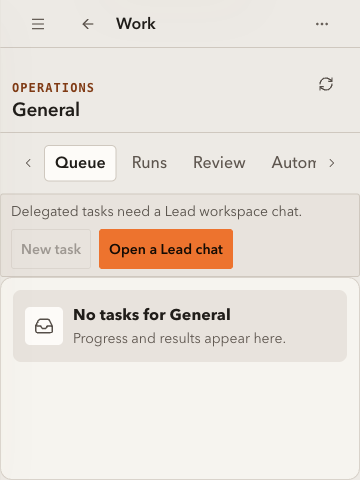 Work
OPERATIONS
General
Queue
Runs
Review
Autom
Delegated tasks need a Lead workspace chat.
New task
Open a Lead chat
No tasks for General
Progress and results appear here.